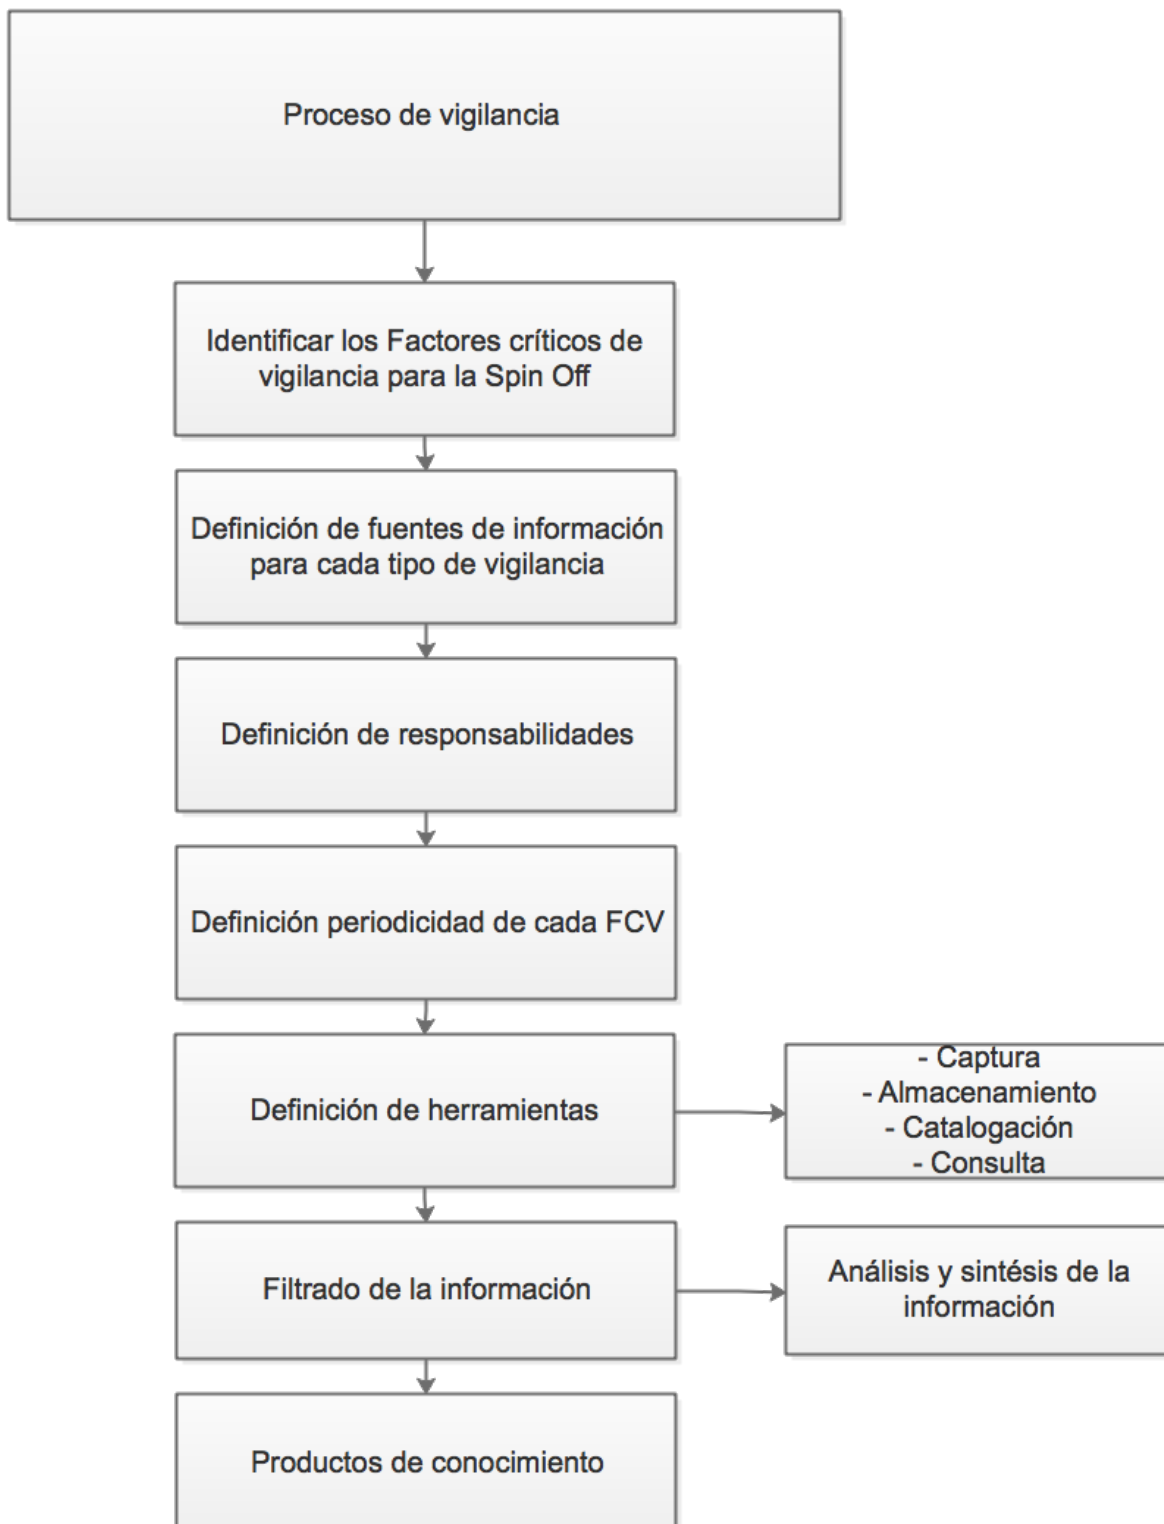 Proceso de vigilancia
Identificar los Factores críticos de
vigilancia para la Spin Off
Definición de fuentes de información
para cada tipo de vigilancia
Definición de responsabilidades
Definición periodicidad de cada FCV
Definición de herramientas
- Captura
- Almacenamiento
- Catalogación
- Consulta
Filtrado de la información
Análisis y sintésis de la
información
Productos de conocimiento